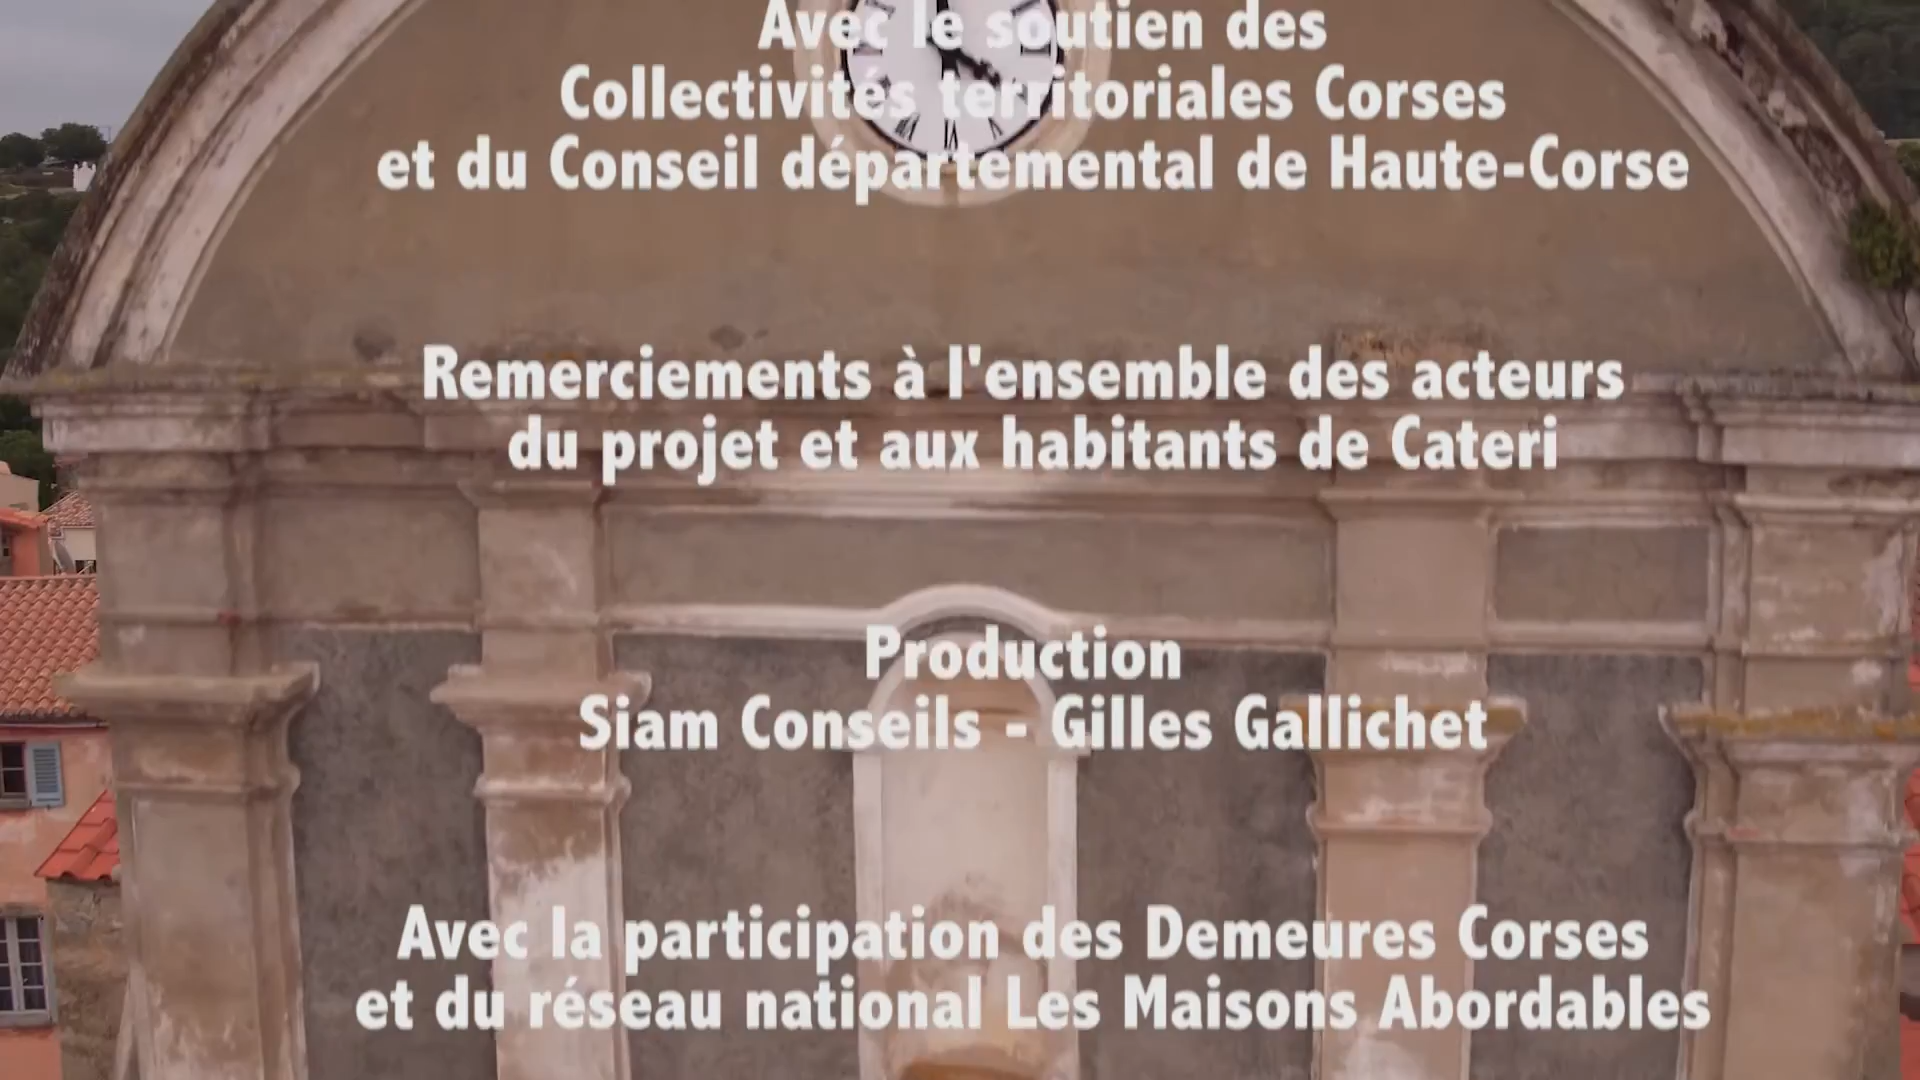 Avec le soutien des
Collectivités territoriales Corses
et du Conseil départemental de Haute-Corse
Remerciements à l'ensemble des acteurs
du projet et aux habitants de Cateri
Production
Siam Conseils - Gilles Gallichet
Avec la participation des Demeures Corses
et du réseau national Les Maisons Abordables